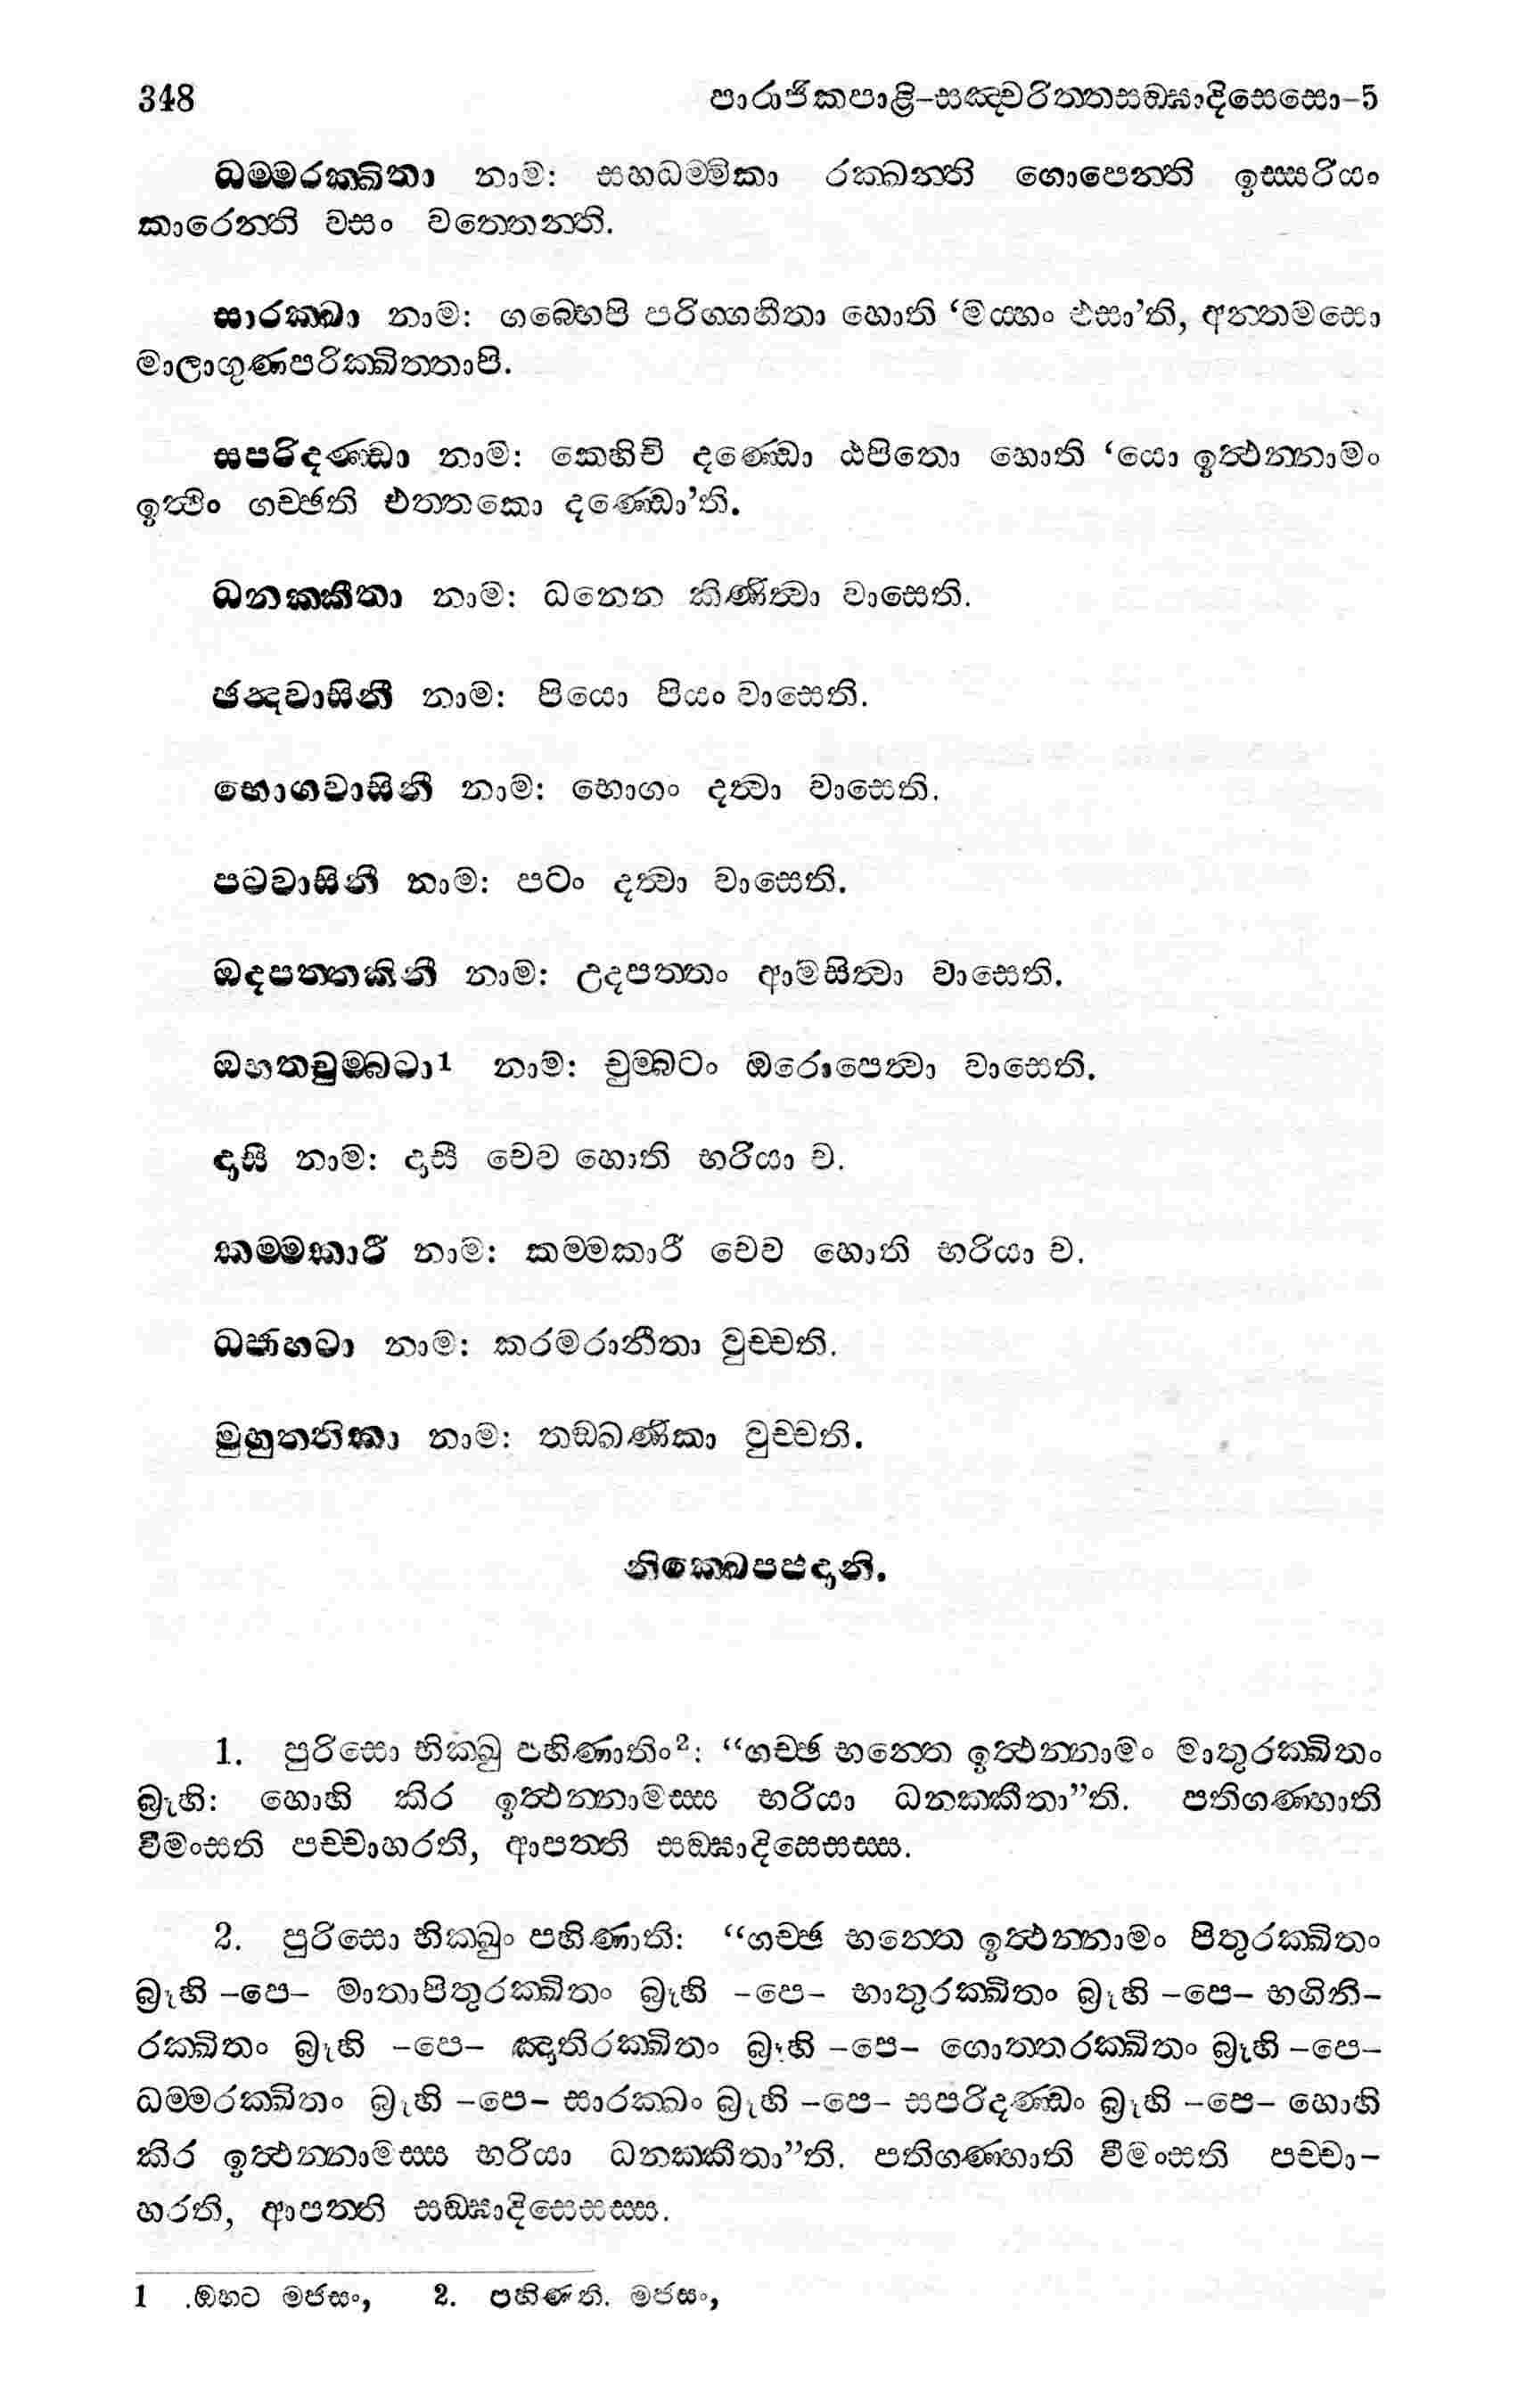 348 පාරාජිකපාළි–සඤ්චරිත්තසඞ්ඝාදිසෙසො–5
ධම්මරක්ඛිතා නාම: සහධම්මිකා රක්ඛන්ති ගොපෙන්ති ඉස්සරියං
කාරෙන්ති වසං වත්තෙන්ති.
සාරක්ඛා නාම: ගබ්භෙපි පරිග්ගහීතා හොති ‘මය්හං එසා’ති, අන්තමසො
මාලාගුණපරික්ඛිත්තාපි.
සපරිදණ්ඩා නාම: කෙහිචි දණ්ඩො ඨපිතො හොති ‘යො ඉත්ථන්නාමං
ඉත්ථිං ගච්ඡති එත්තකො දණ්ඩො’ති.
ධනක්කීතා නාම: ධනෙන කිණිත්වා වාසෙති.
ඡන්දවාසිනී නාම: පියො පියං වාසෙති.
භොගවාසිනී නාම: භොගං දත්වා වාසෙති.
පටවාසිනී නාම: පටං දත්වා වාසෙති.
ඔදපත්තකිනී නාම: උදපත්තං ආමසිත්වා වාසෙති.
ඔහතචුම්බටා1 නාම: චුම්බටං ඔරොපෙත්වා වාසෙති.
දාසී නාම: දාසී චෙව හොති භරියා ච.
කම්මකාරී නාම: කම්මකාරී චෙව හොති භරියා ච.
ධජාහටා නාම: කරමරානීතා වුච්චති.
මුහුත්තිකා නාම: තඞ්ඛණිකා වුච්චති.
නික්ඛෙපපදානි.
1. පුරිසො භික්ඛු පහිණාතිං2: “ගච්ඡ භන්තෙ ඉත්ථන්නාමං මාතුරක්ඛිතං
බ්‍රූහි: හොහි කිර ඉත්ථන්නාමස්ස භරියා ධනක්කීතා”ති. පතිගණ්හාති
වීමංසති පච්චාහරති, ආපත්ති සඞ්ඝාදිසෙසස්ස.
2. පුරිසො භික්ඛුං පහිණාති: “ගච්ඡ භන්තෙ ඉත්ථන්නාමං පිතුරක්ඛිතං
බ්‍රූහි –පෙ– මාතාපිතුරක්ඛිතං බ්‍රූහි –පෙ– භාතුරක්ඛිතං බ්‍රූහි –පෙ– භගිනි–
රක්ඛිතං බ්‍රූහි –පෙ– ඤාතිරක්ඛිතං බ්‍රූහි –පෙ– ගොත්තරක්ඛිතං බ්‍රූහි –පෙ–
ධම්මරක්ඛිතං බ්‍රූහි –පෙ– සාරක්ඛං බ්‍රූහි –පෙ– සපරිදණ්ඩං බ්‍රූහි –පෙ– හොහි
කිර ඉත්ථන්නාමස්ස භරියා ධනක්කීතා”ති. පතිගණ්හාති වීමංසති පච්චා–
හරති, ආපත්ති සඞ්ඝාදිසෙසස්ස.
1 .ඔහට මජසං, 2. පහිණති. මජසං,